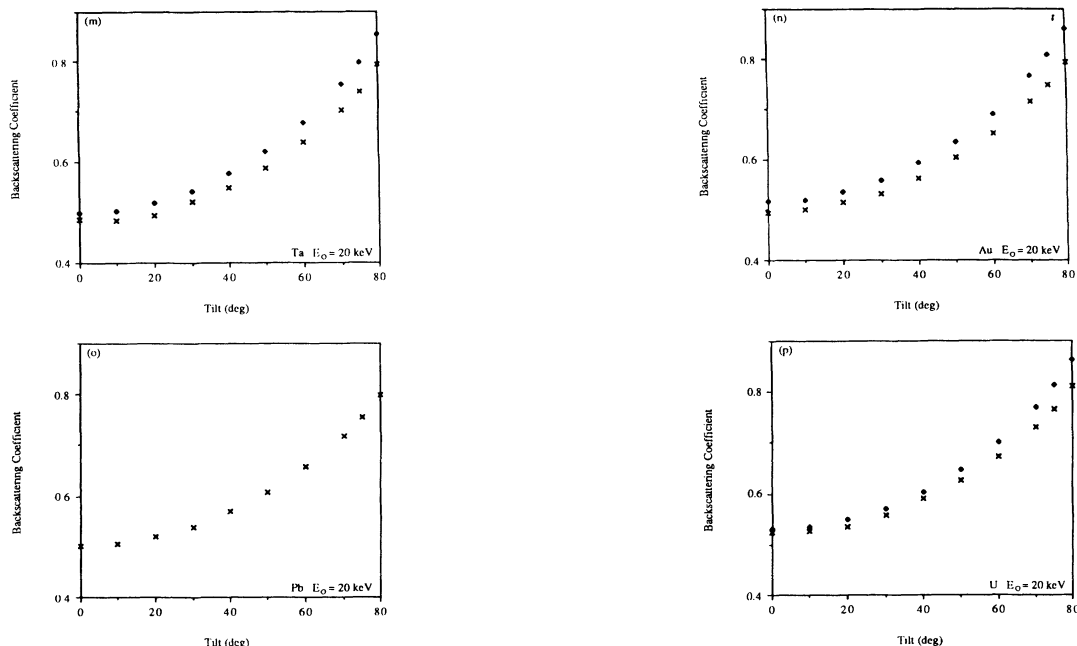 (m)
0.8
0.6
0.4
Backscattering Coefficient
Ta E₀ = 20 keV
0 20 40 60 80
Tilt (deg)
(n)
0.8
0.6
0.4
Backscattering Coefficient
Au E₀ = 20 keV
0 20 40 60 80
Tilt (deg)
(o)
0.8
0.6
0.4
Backscattering Coefficient
Pb E₀ = 20 keV
0 20 40 60 80
Tilt (deg)
(p)
0.8
0.6
0.4
Backscattering Coefficient
U E₀ = 20 keV
0 20 40 60 80
Tilt (deg)